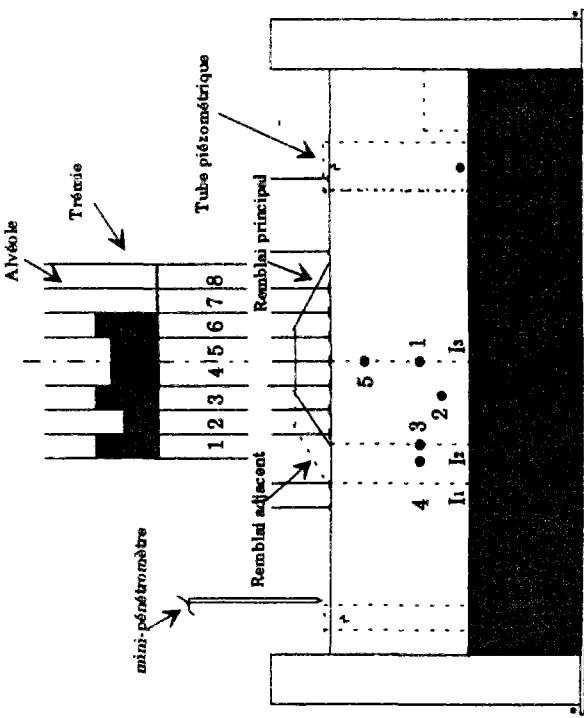 Alvéole
Trémie
Tube piézométrique
1 2 3 4 5 6 7 8
mini-pénétromètre
Remblai adjacent
Remblai principal
5
4 3 1
2
I1 I2 I3